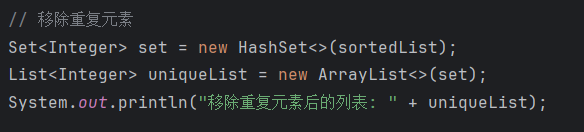 // 移除重复元素
Set<Integer> set = new HashSet<>(sortedList);
List<Integer> uniqueList = new ArrayList<>(set);
System.out.println("移除重复元素后的列表: " + uniqueList);